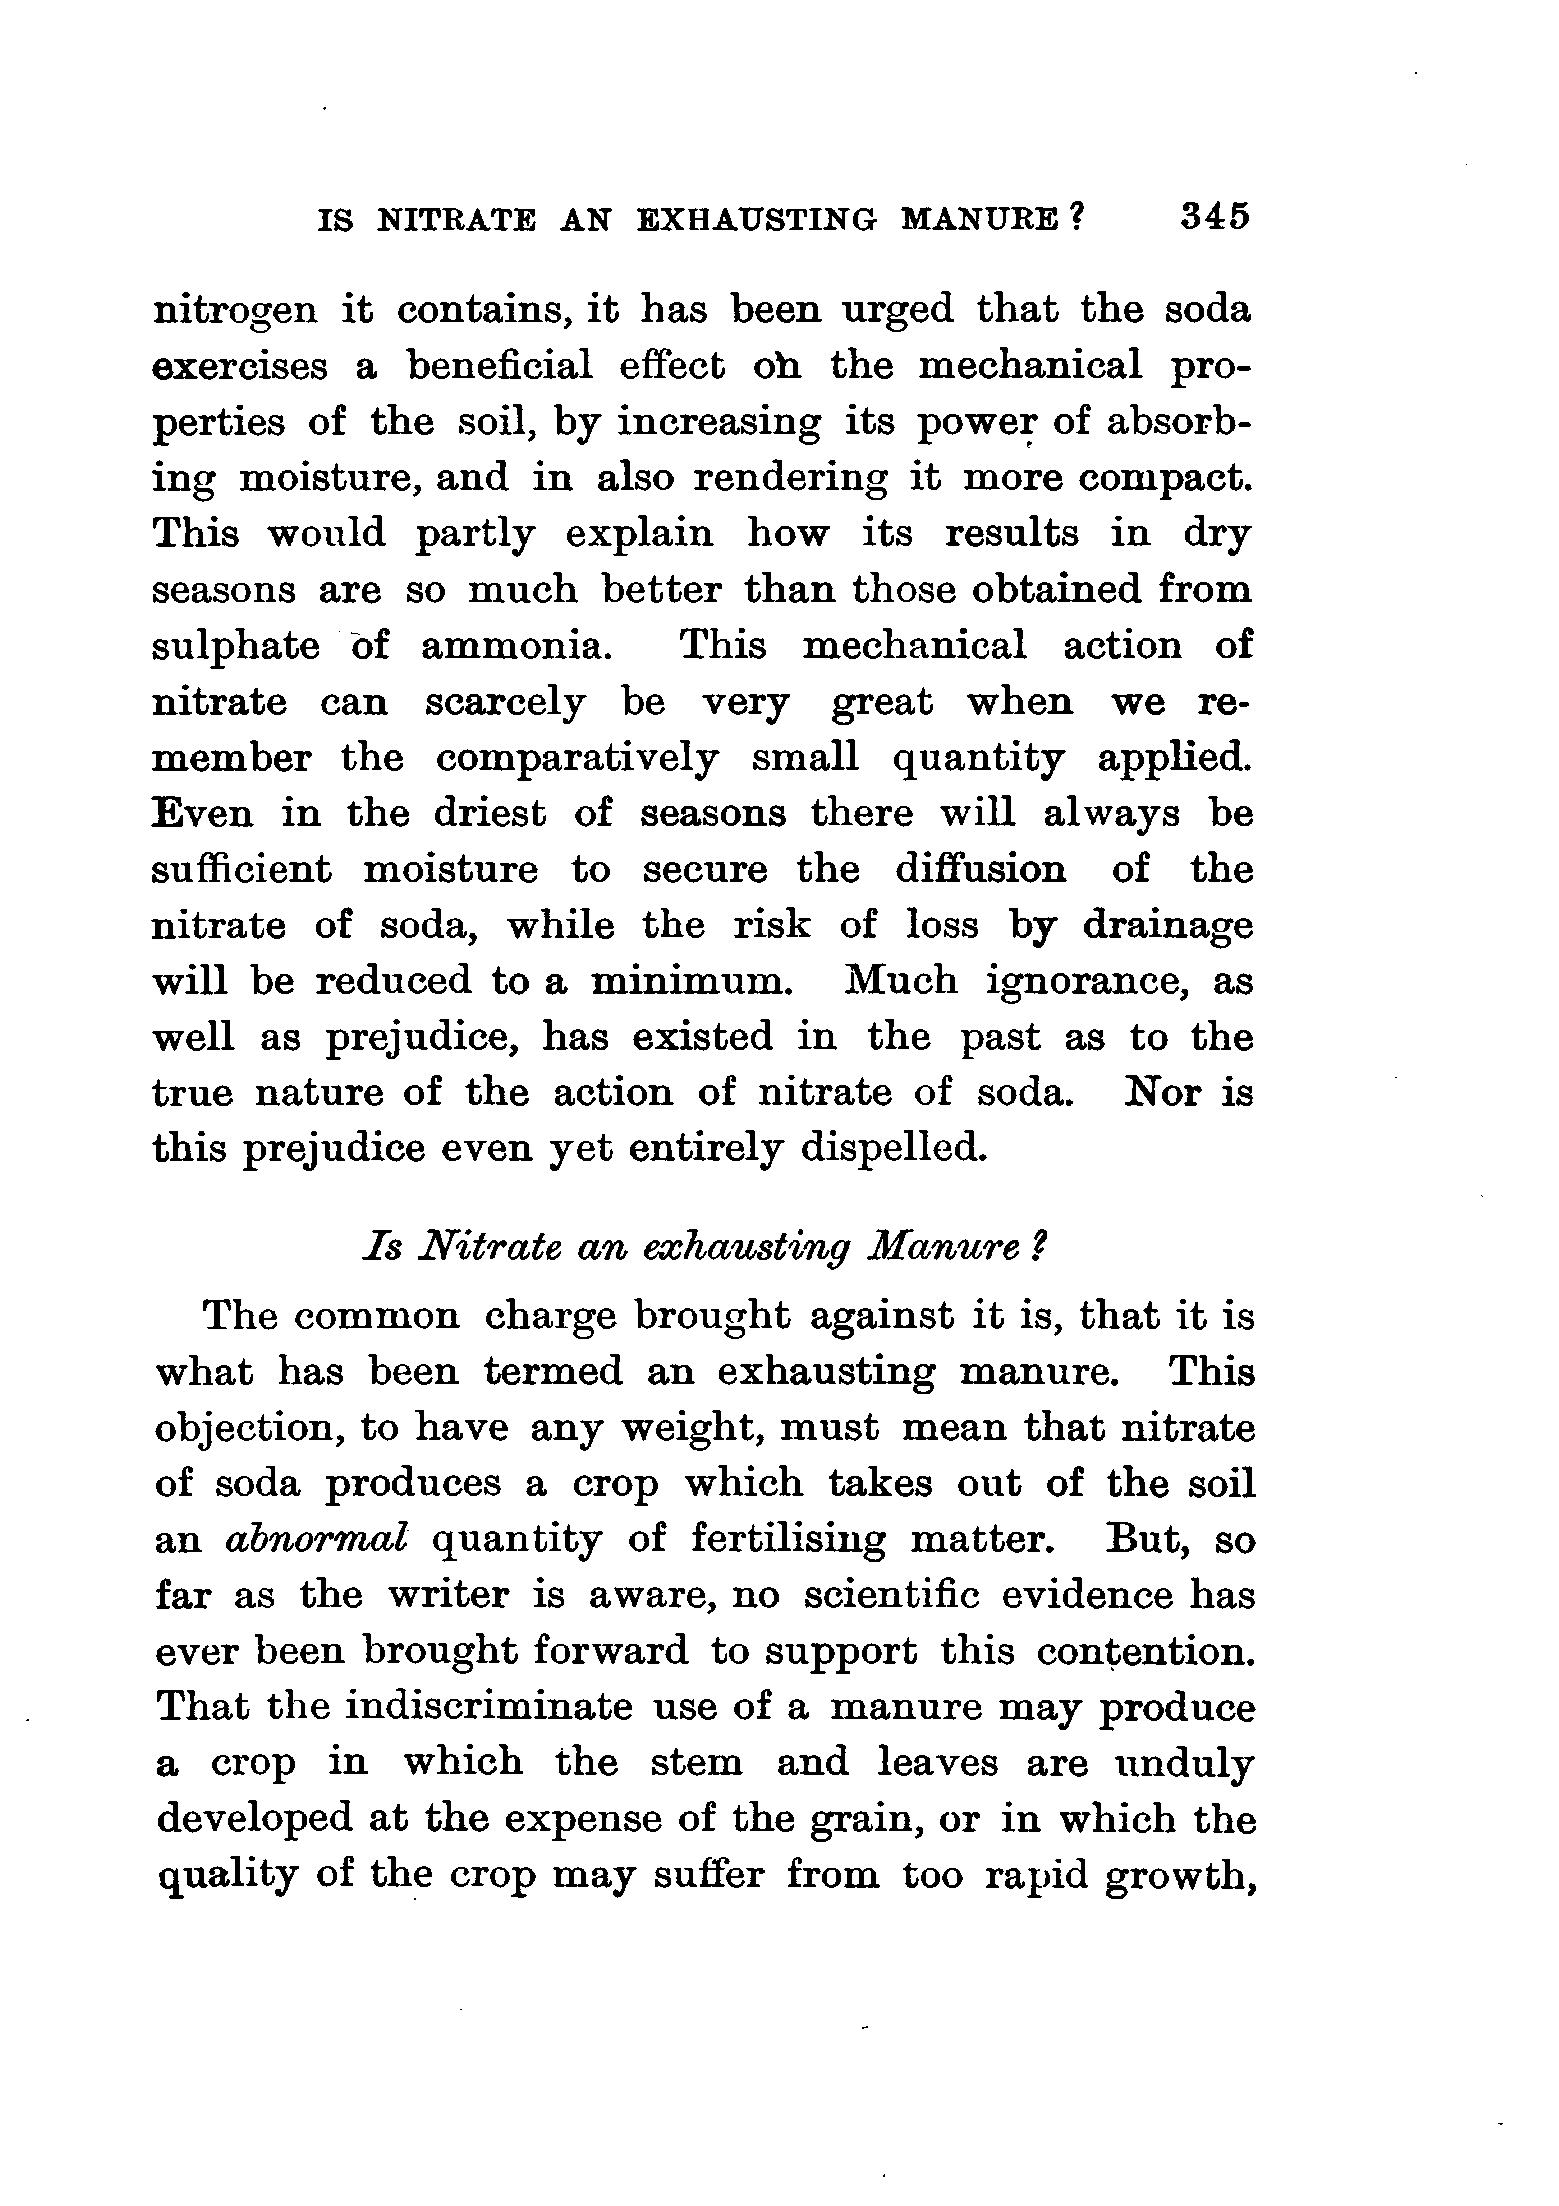 IS NITRATE AN EXHAUSTING MANURE? 345
nitrogen it contains, it has been urged that the soda
exercises a beneficial effect on the mechanical pro-
perties of the soil, by increasing its power of absorb-
ing moisture, and in also rendering it more compact.
This would partly explain how its results in dry
seasons are so much better than those obtained from
sulphate of ammonia. This mechanical action of
nitrate can scarcely be very great when we re-
member the comparatively small quantity applied.
Even in the driest of seasons there will always be
sufficient moisture to secure the diffusion of the
nitrate of soda, while the risk of loss by drainage
will be reduced to a minimum. Much ignorance, as
well as prejudice, has existed in the past as to the
true nature of the action of nitrate of soda. Nor is
this prejudice even yet entirely dispelled.
Is Nitrate an exhausting Manure?
The common charge brought against it is, that it is
what has been termed an exhausting manure. This
objection, to have any weight, must mean that nitrate
of soda produces a crop which takes out of the soil
an abnormal quantity of fertilising matter. But, so
far as the writer is aware, no scientific evidence has
ever been brought forward to support this contention.
That the indiscriminate use of a manure may produce
a crop in which the stem and leaves are unduly
developed at the expense of the grain, or in which the
quality of the crop may suffer from too rapid growth,